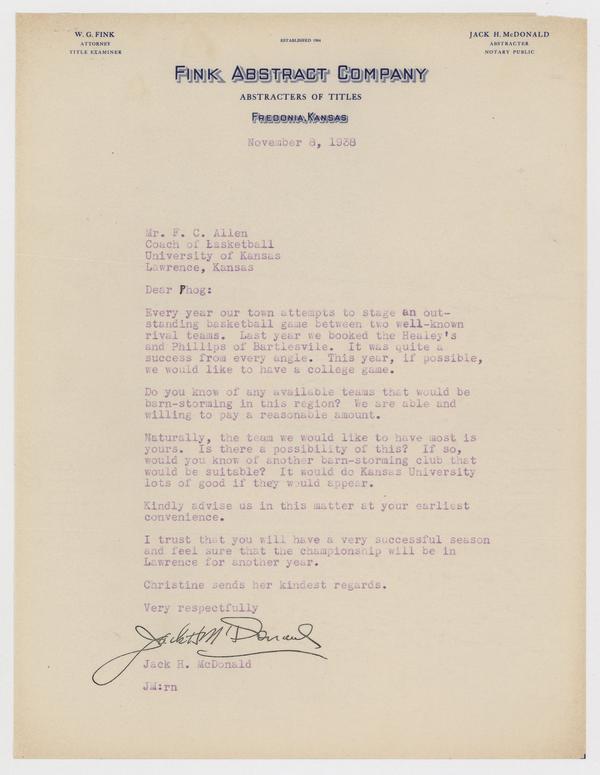 W. G. FINK
ATTORNEY
TITLE EXAMINER
ESTABLISHED 1904
JACK H. McDONALD
ABSTRACTER
NOTARY PUBLIC
FINK ABSTRACT COMPANY
ABSTRACTERS OF TITLES
FREDONIA, KANSAS
November 8, 1938
Mr. F. C. Allen
Coach of Basketball
University of Kansas
Lawrence, Kansas
Dear Phog:
Every year our town attempts to stage an out-
standing basketball game between two well-known
rival teams. Last year we booked the Healey's
and Phillips of Bartlesvile. It was quite a
success from every angle. This year, if possible,
we would like to have a college game.
Do you know of any available teams that would be
barn-storming in this region? We are able and
willing to pay a reasonable amount.
Naturally, the team we would like to have most is
yours. Is there a possibility of this? If so,
would you know of another barn-storming club that
would be suitable? It would do Kansas University
lots of good if they would appear.
Kindly advise us in this matter at your earliest
convenience.
I trust that you will have a very successful season
and feel sure that the championship will be in
Lawrence for another year.
Christine sends her kindest regards.
Very respectfully
Jack H McDonald
Jack H. McDonald
JM:rn